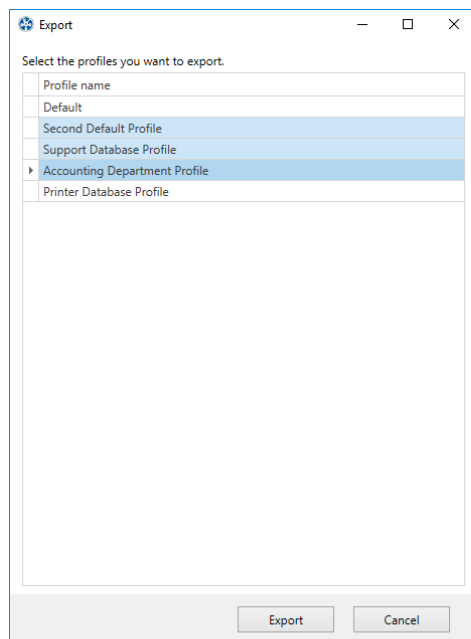 Export
Select the profiles you want to export.
Profile name
Default
Second Default Profile
Support Database Profile
Accounting Department Profile
Printer Database Profile
Export Cancel